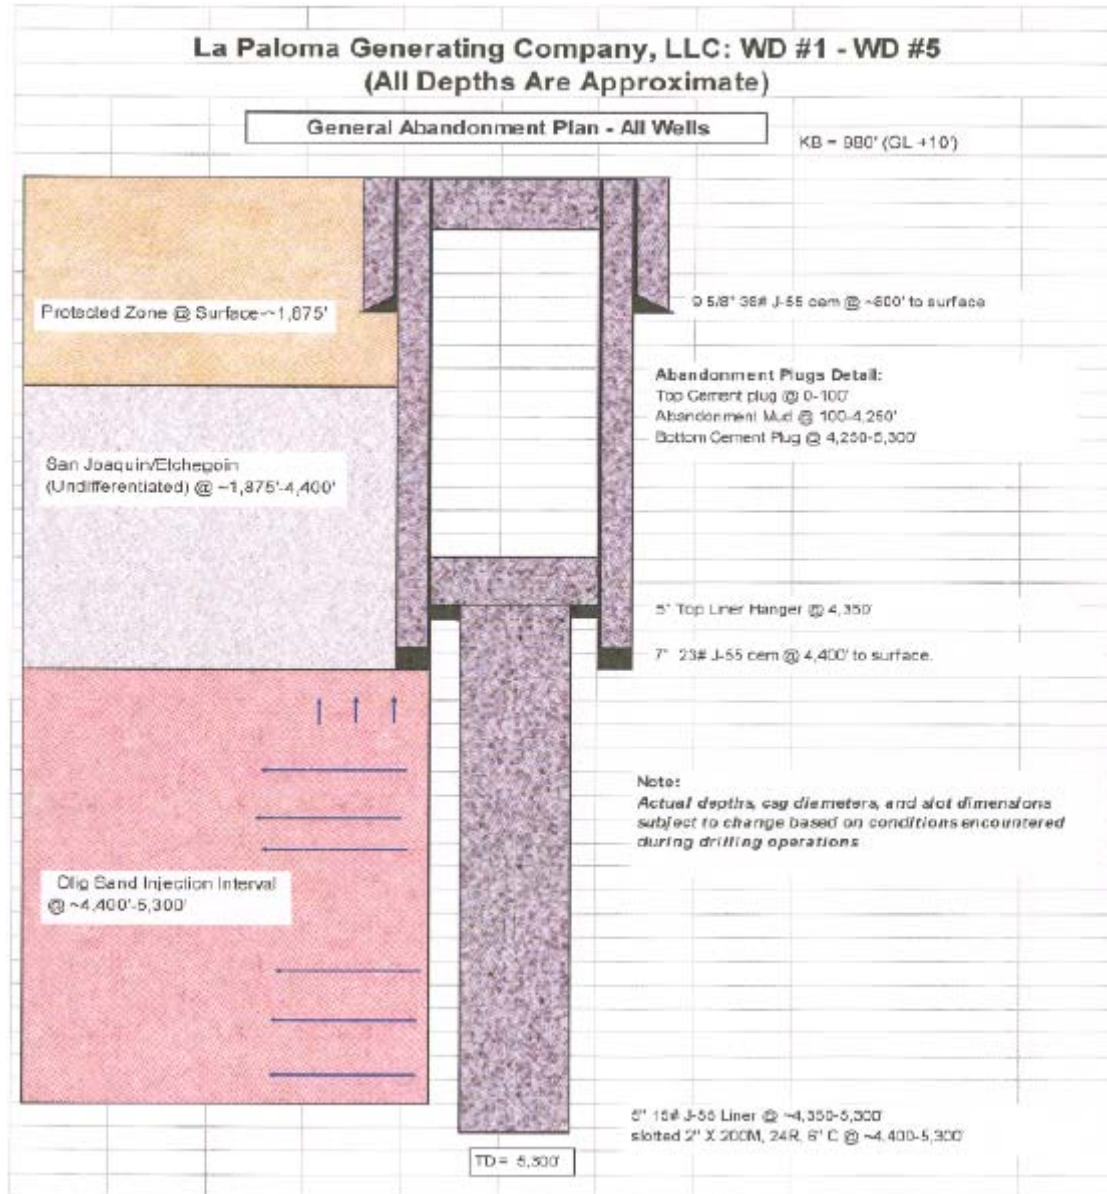 La Paloma Generating Company, LLC: WD #1 - WD #5
(All Depths Are Approximate)
General Abandonment Plan - All Wells
KB = 980' (GL +10')
Protected Zone @ Surface-~1,875'
9 5/8" J-55 cem @ to surface
Abandonment Plugs Detail:
Top Cement plug @ 0-100'
Abandonment Mud @ 100-4,250'
Bottom Cement Plug @ 4,250-5,300'
San Joaquin/Etchegoin
(Undifferentiated) @ ~1,875'-4,400'
5" Top Liner Hanger @ 4,350'
7" 23# J-55 cem @ 4,400' to surface.
Note:
Actual depths, csg diameters, and slot dimensions
subject to change based on conditions encountered
during drilling operations
Olig Sand Injection Interval
@ ~4,400'-5,300'
5" 15# J-55 Liner @ ~4,350-5,300'
slotted 2" X 200M, 24R, 6" C @ ~4,400-5,300'
TD = 5,300'